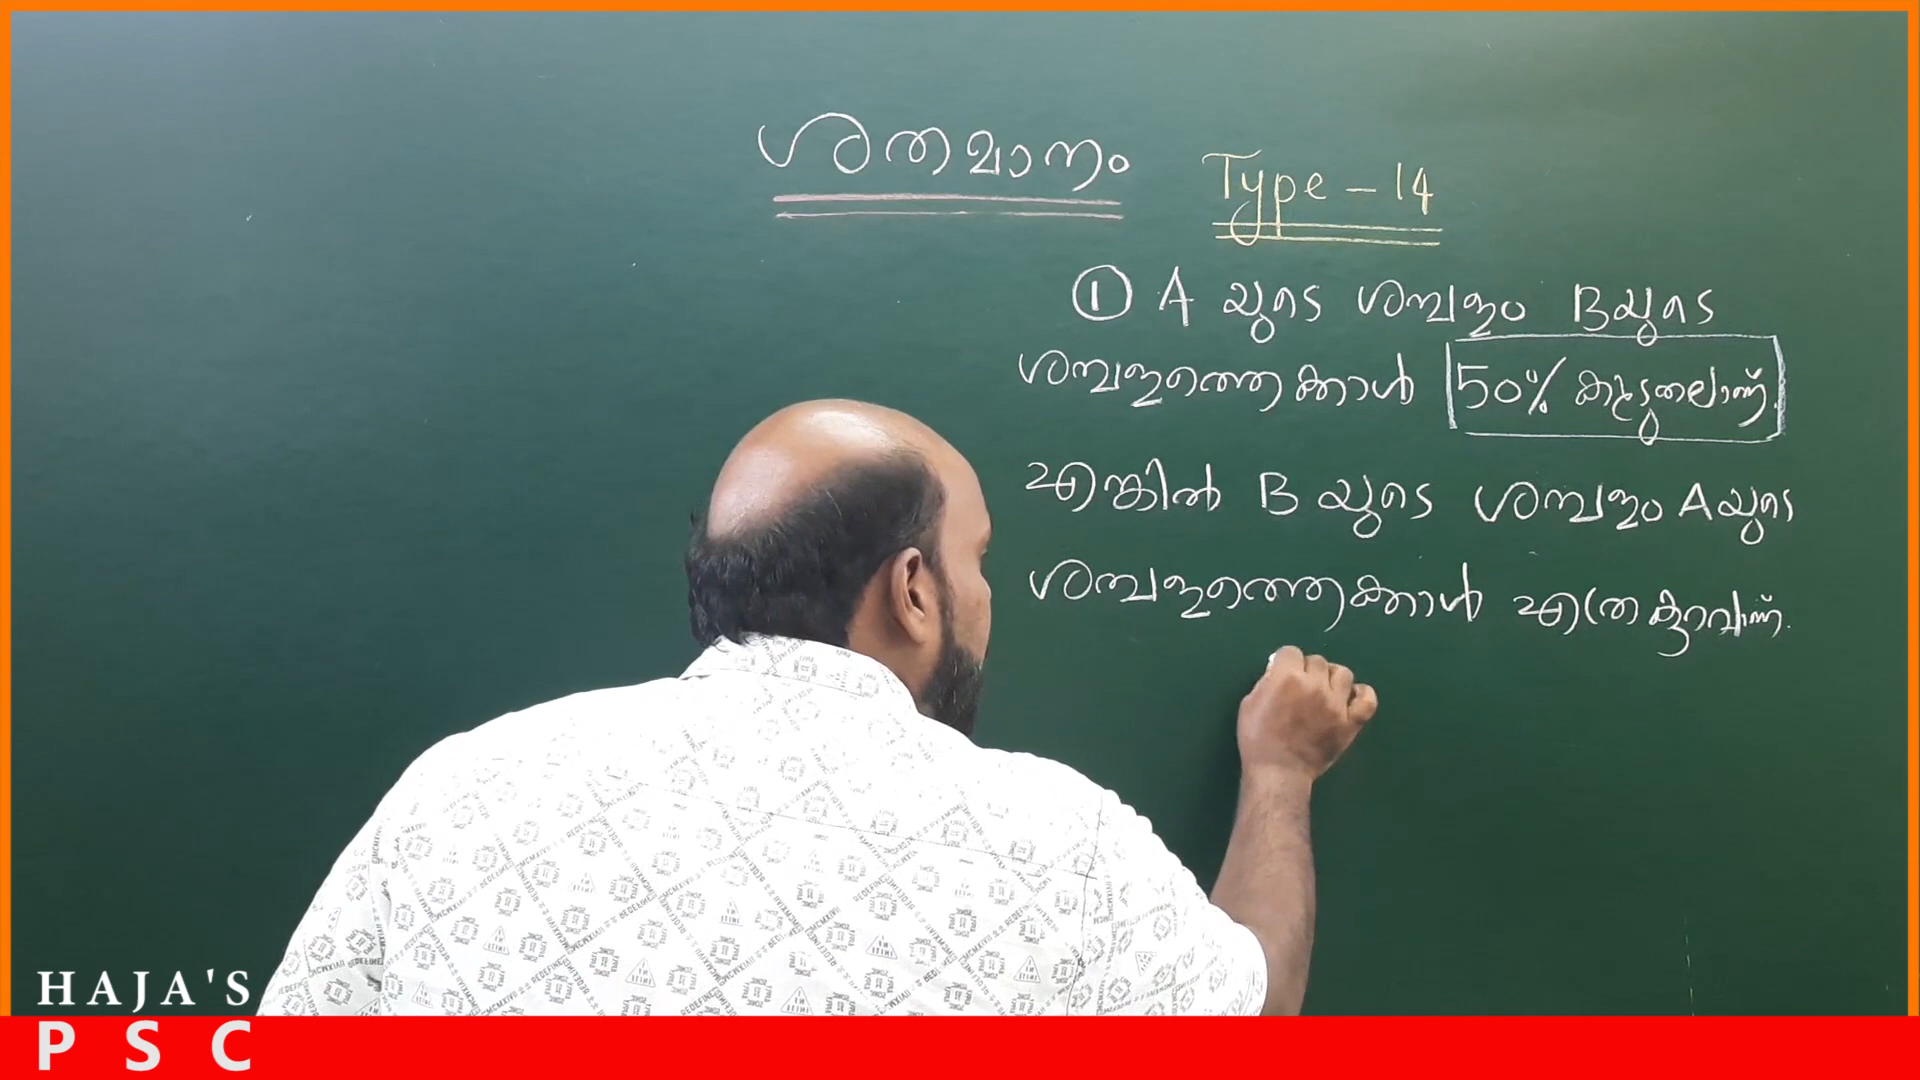 ശതമാനം Type - 14
① A യുടെ ശമ്പളം B യുടെ
ശമ്പളത്തെക്കാൾ 50% കൂടുതലാണ്.
എങ്കിൽ B യുടെ ശമ്പളം A യുടെ
ശമ്പളത്തെക്കാൾ എത്ര കുറവാണ്.
HAJA'S
PSC